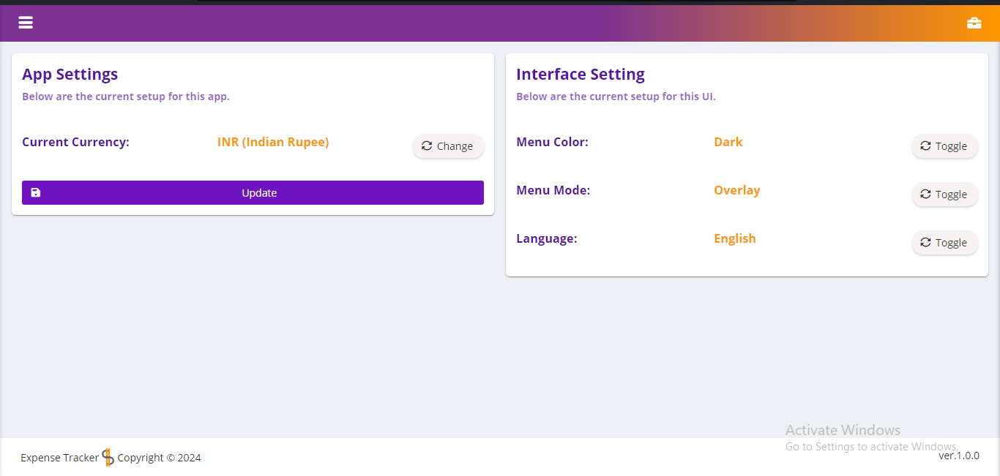 App Settings
Below are the current setup for this app.
Current Currency: INR (Indian Rupee) Change
Update
Interface Setting
Below are the current setup for this UI.
Menu Color: Dark Toggle
Menu Mode: Overlay Toggle
Language: English Toggle
Activate Windows
Go to Settings to activate Windows.
Expense Tracker $ Copyright © 2024
ver.1.0.0